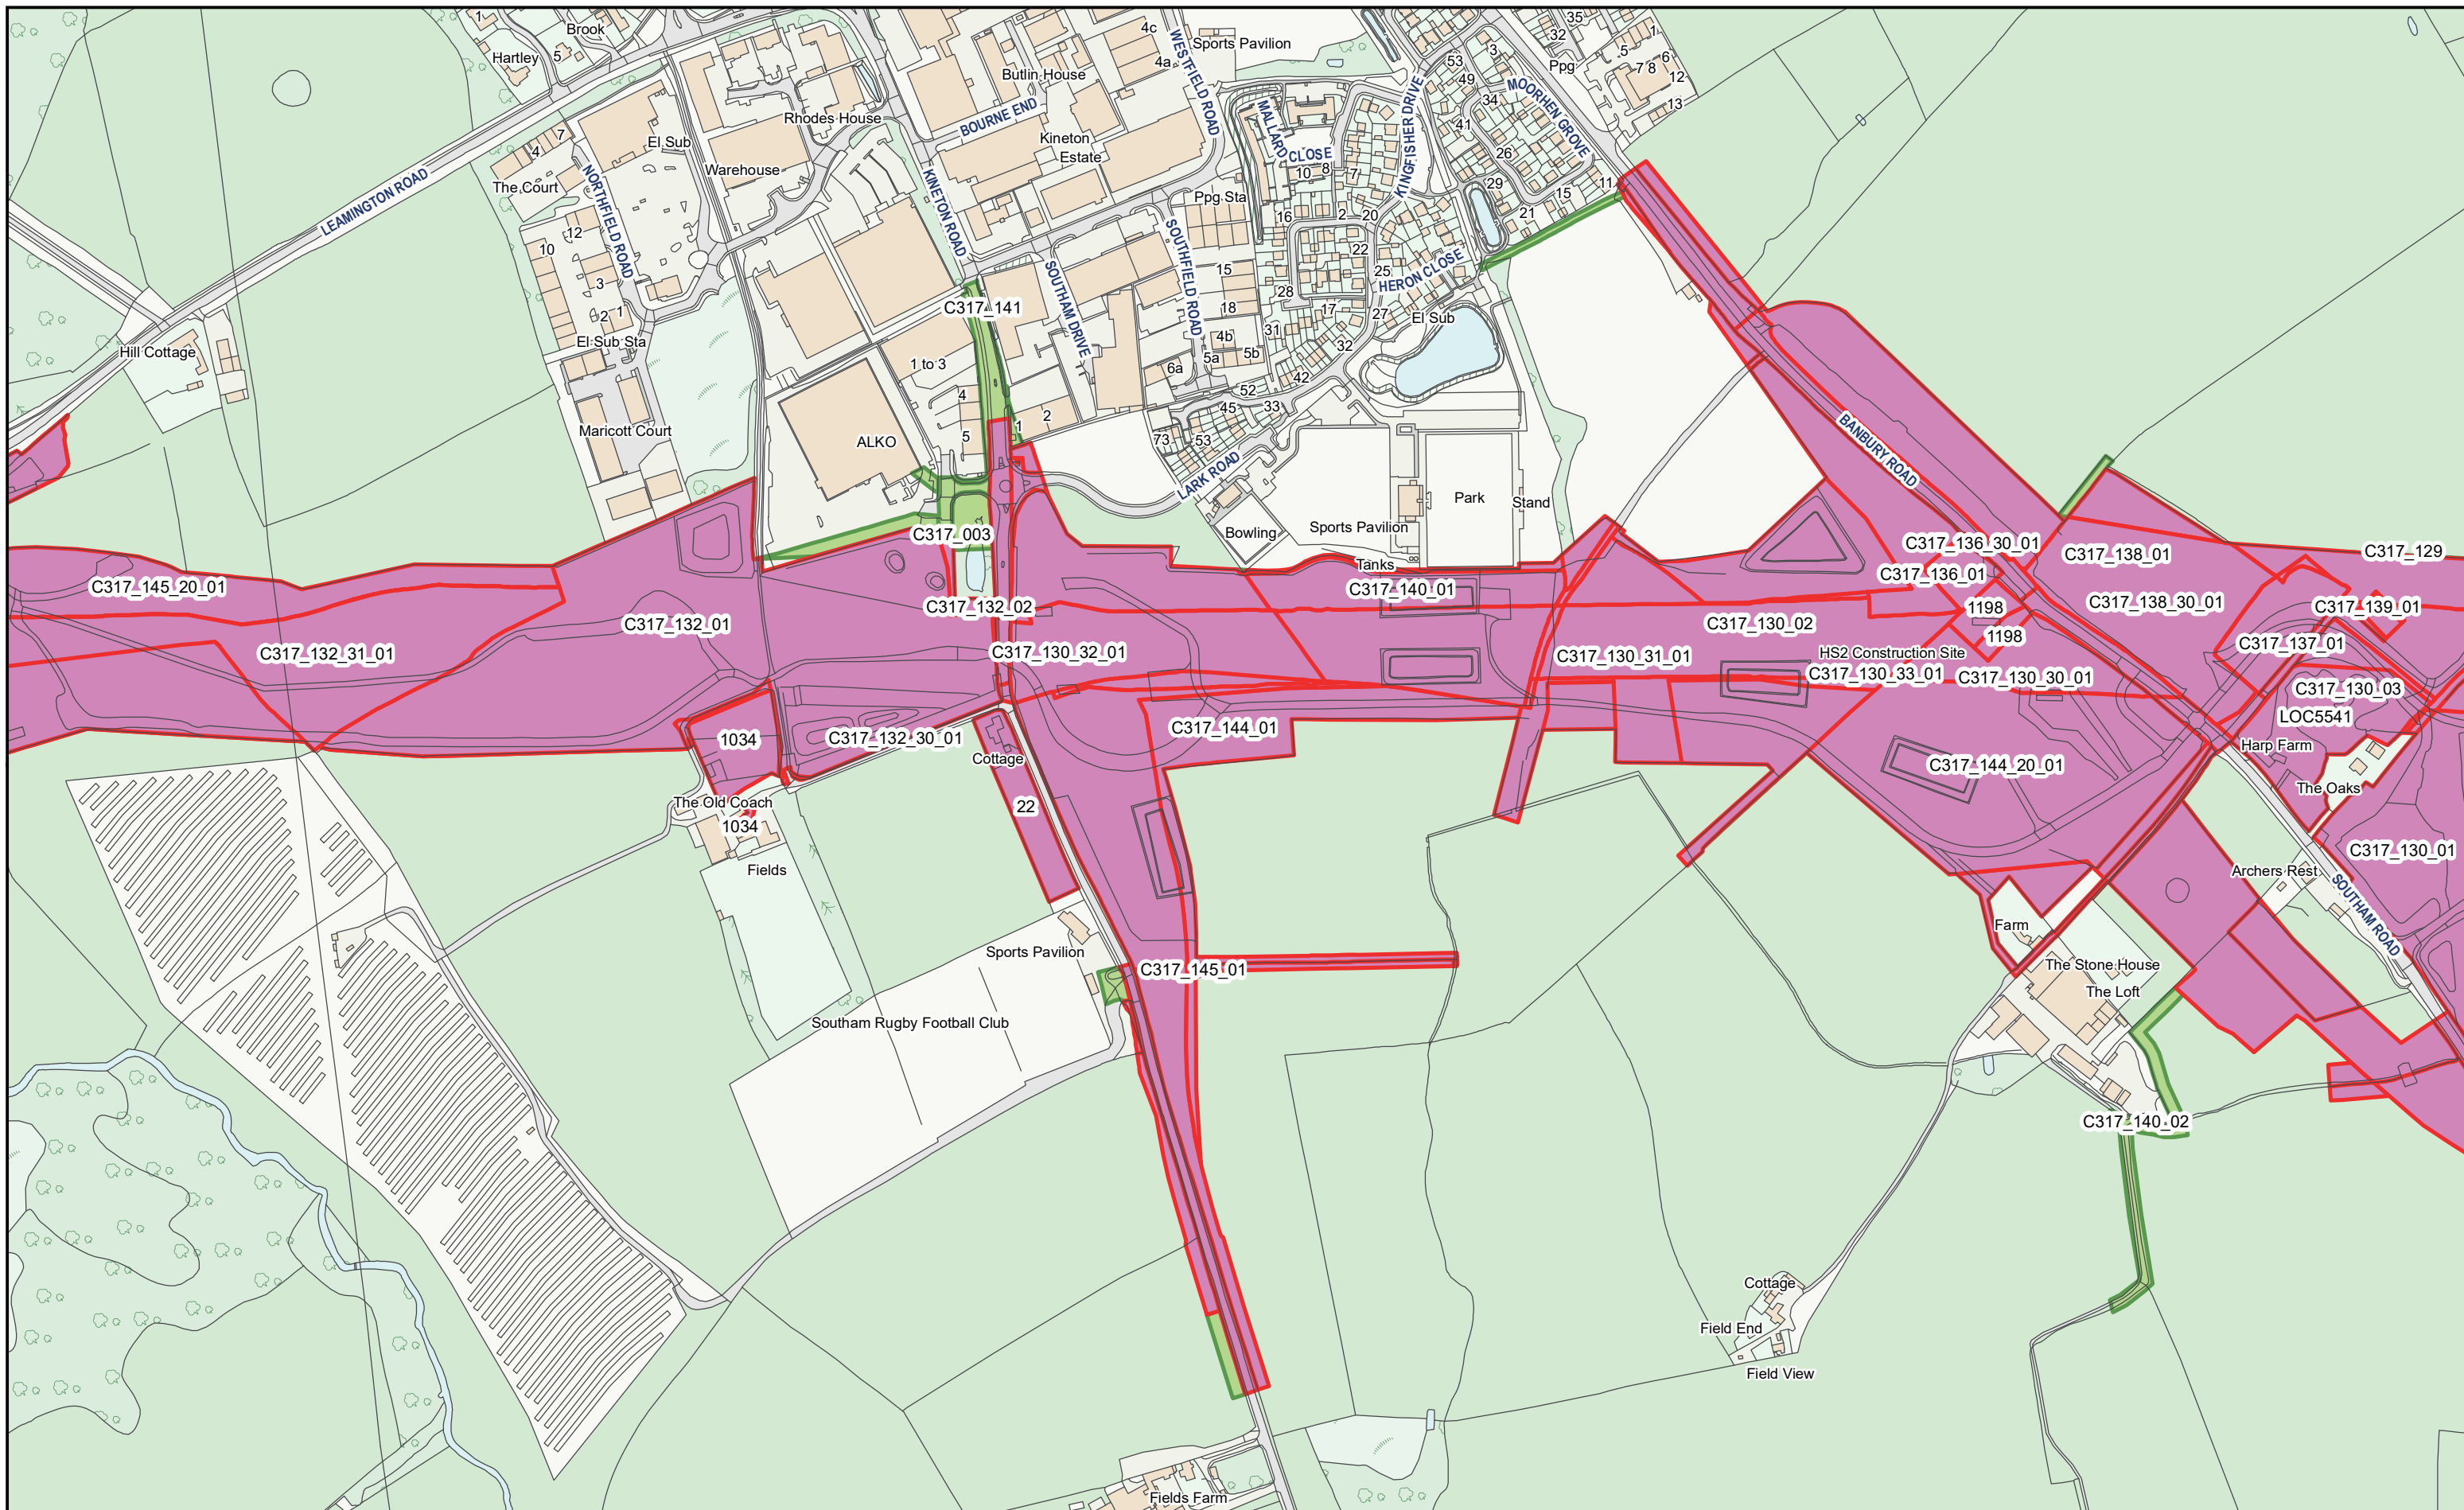 1
Brook
Hartley
5
4c
4a
WESTFIELD ROAD
Sports Pavilion
35
32
3
53
Ppg
1
5
6
7 8
12
13
Butlin House
49
34
41
MOORHEN GROVE
Rhodes House
BOURNE END
MALLARD CLOSE
KINGFISHER DRIVE
7
4
El Sub
Warehouse
Kineton
Estate
26
10
8
7
The Court
NORTHFIELD ROAD
KINETON ROAD
LEAMINGTON ROAD
Ppg Sta
29
15
11
21
16
2
20
12
10
SOUTHFIELD ROAD
22
25
HERON CLOSE
15
SOUTHAM DRIVE
3
28
17
27
El Sub
C317_141
18
2
1
El Sub Sta
31
4b
5a
5b
32
Hill Cottage
1 to 3
6a
42
52
4
45
33
2
1
5
Maricott Court
ALKO
73
53
LARK ROAD
BANBURY ROAD
Park
Stand
Sports Pavilion
Bowling
C317_003
C317_136_30_01
C317_138_01
C317_129
Tanks
C317_136_01
C317_145_20_01
C317_140_01
C317_132_02
1198
C317_138_30_01
C317_139_01
C317_132_01
C317_130_02
1198
C317_137_01
C317_132_31_01
C317_130_32_01
C317_130_31_01
HS2 Construction Site
C317_130_33_01
C317_130_30_01
C317_130_03
LOC5541
C317_144_01
1034
C317_132_30_01
Harp Farm
Cottage
C317_144_20_01
The Oaks
The Old Coach
22
1034
C317_130_01
Fields
Archers Rest
SOUTHAM ROAD
Farm
Sports Pavilion
C317_145_01
The Stone House
The Loft
Southam Rugby Football Club
C317_140_02
Cottage
Field End
Field View
Fields Farm